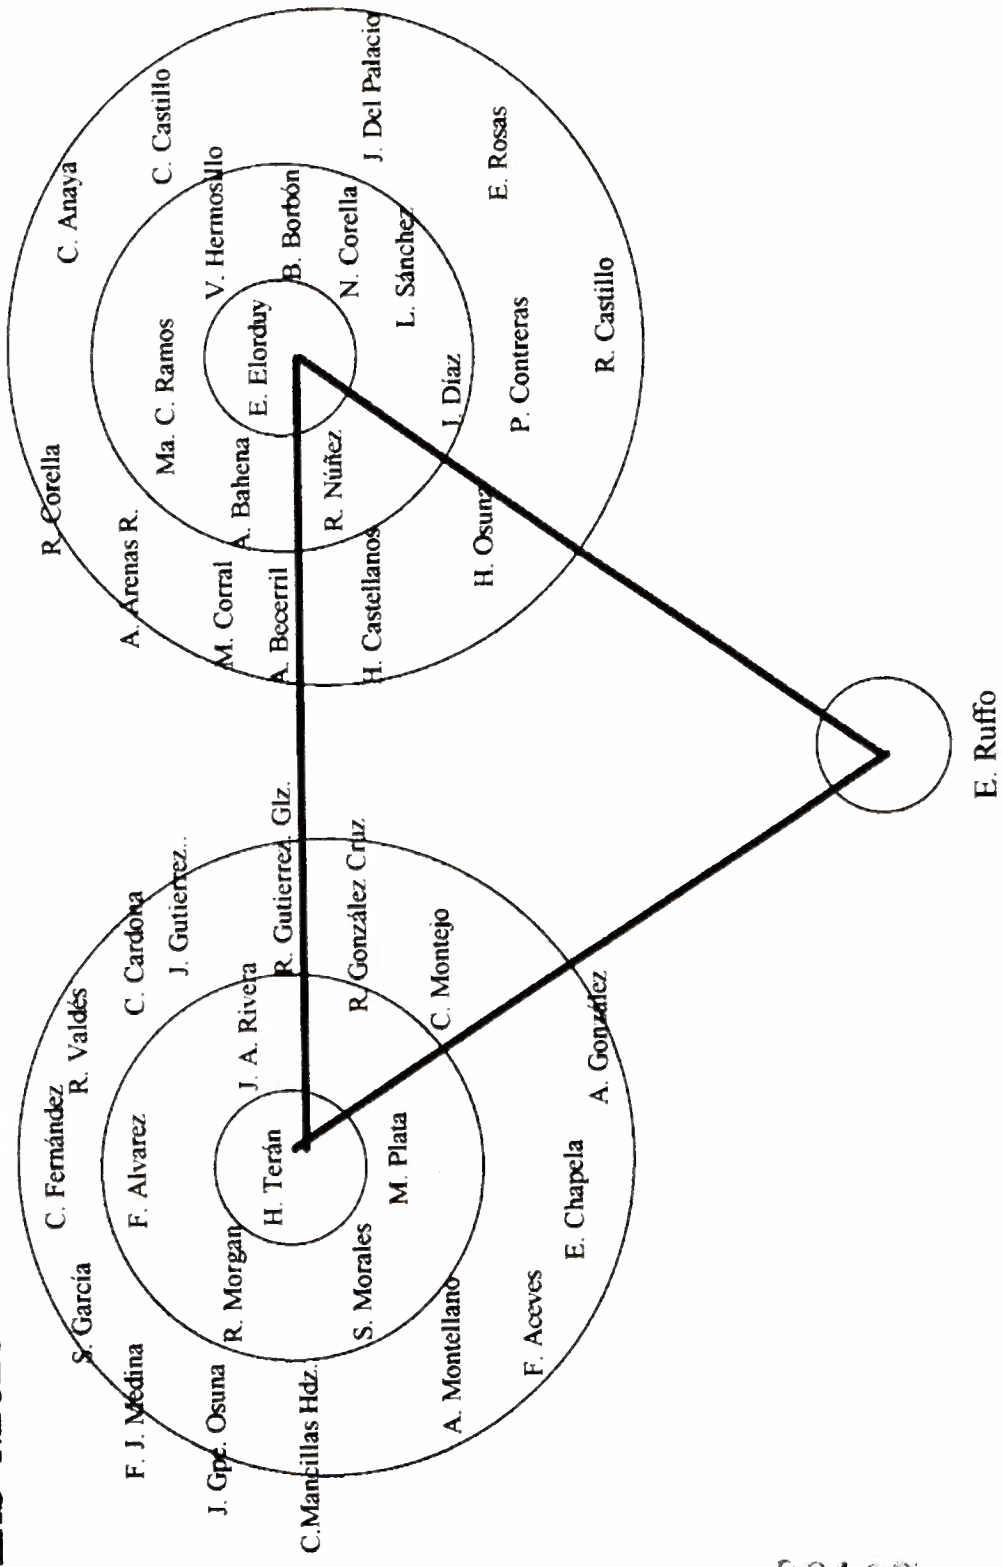 C. Fernández
R. Valdés
S. García
F. J. Medina
F. Alvarez
C. Cardona
J. Gutierrez..
J. Gpe. Osuna
R. Morgan
H. Terán
J. A. Rivera
R. Gutierrez. Glz.
C.Mancillas Hdz.
S. Morales
M. Plata
R. González Cruz
A. Montellano
C. Montejo
F. Aceves
E. Chapela
A. González
R. Corella
C. Anaya
A. Arenas R.
Ma. C. Ramos
C. Castillo
M. Corral
A. Bahena
V. Hermosillo
A. Becerril
E. Elorduy
B. Borbón
H. Castellanos
R. Núñez
N. Corella
J. Del Palacio
L. Sánchez
J. Díaz
H. Osuna
P. Contreras
E. Rosas
R. Castillo
E. Ruffo